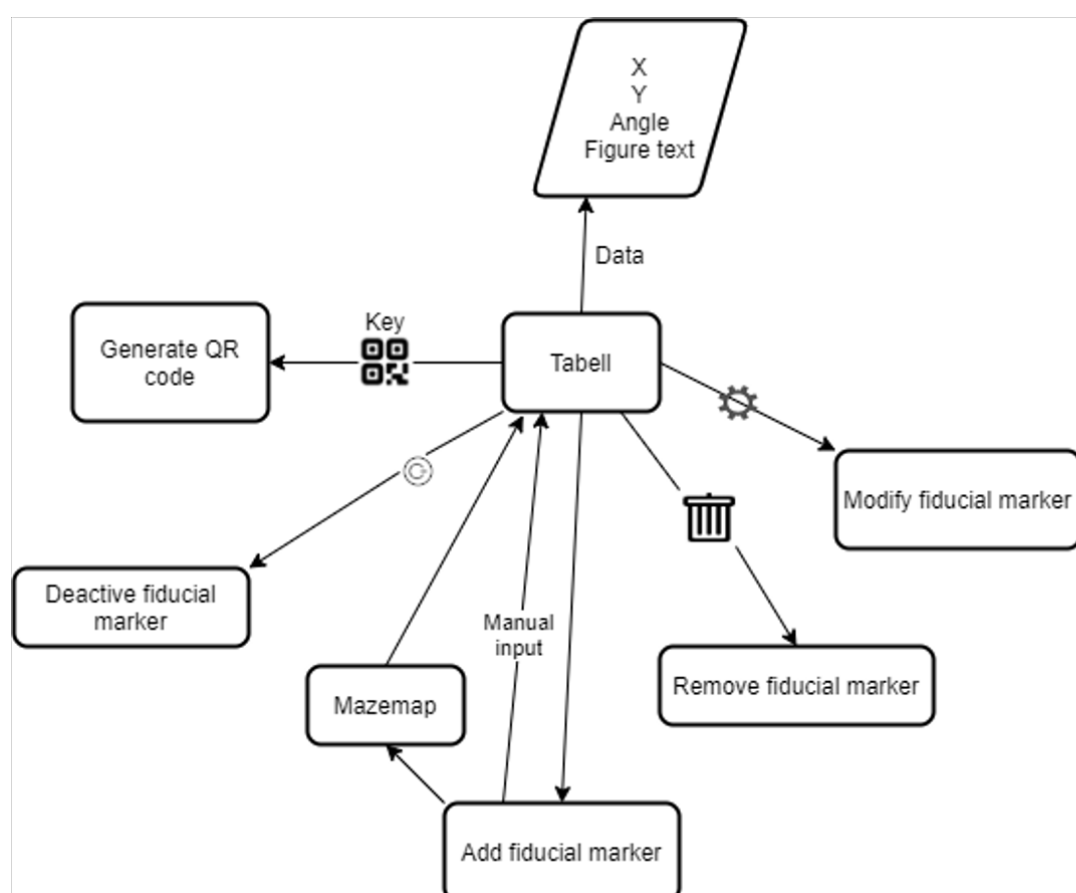 X
Y
Angle
Figure text
Data
Key
Generate QR
code
Tabell
Modify fiducial marker
Deactive fiducial
marker
Manual
input
Mazemap
Remove fiducial marker
Add fiducial marker